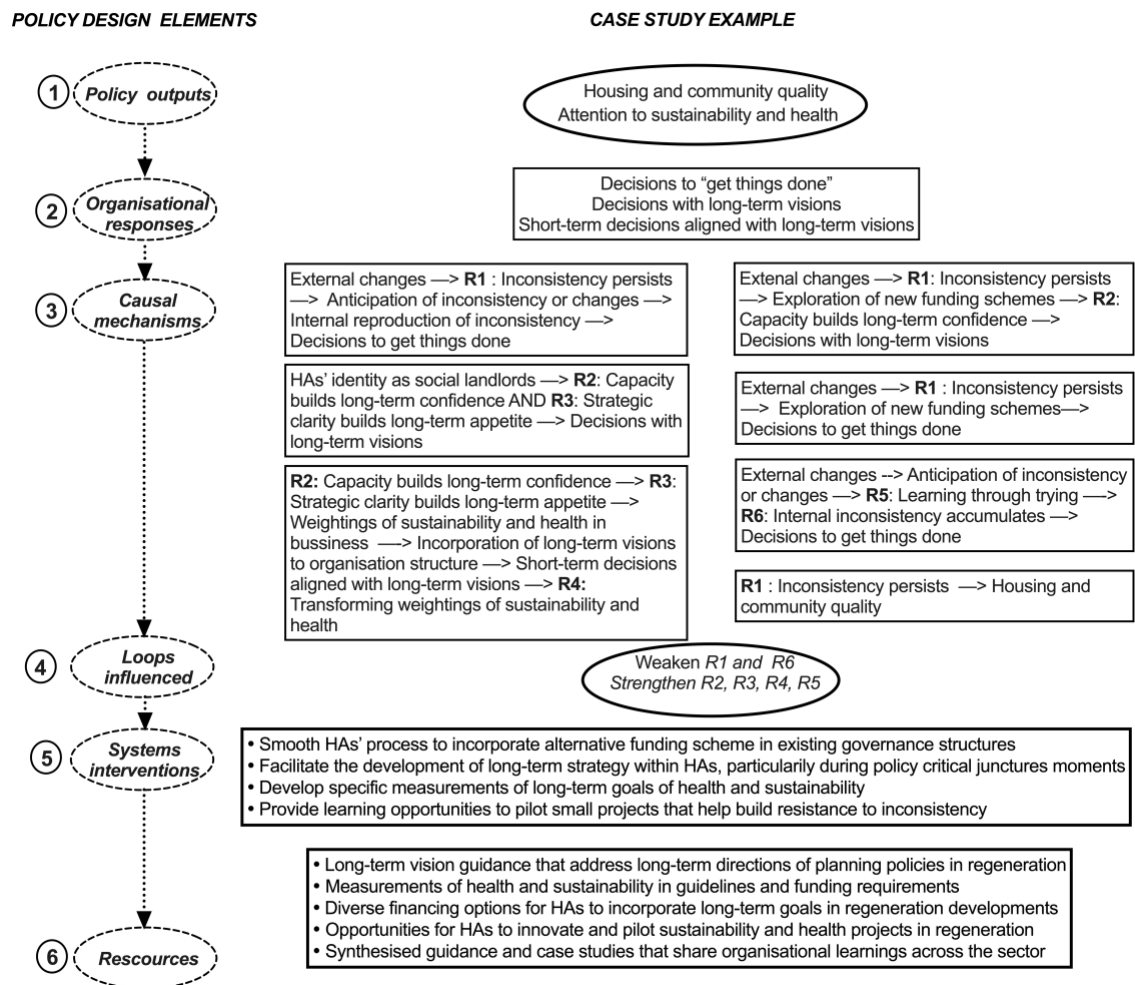 POLICY DESIGN ELEMENTS
CASE STUDY EXAMPLE
1
Policy outputs
Housing and community quality
Attention to sustainability and health
2
Organisational
responses
Decisions to “get things done”
Decisions with long-term visions
Short-term decisions aligned with long-term visions
3
Causal
mechanisms
External changes —> R1 : Inconsistency persists
—> Anticipation of inconsistency or changes —>
Internal reproduction of inconsistency —>
Decisions to get things done
HAs’ identity as social landlords —> R2: Capacity
builds long-term confidence AND R3: Strategic
clarity builds long-term appetite —> Decisions with
long-term visions
R2: Capacity builds long-term confidence —> R3:
Strategic clarity builds long-term appetite —>
Weightings of sustainability and health in
bussiness —> Incorporation of long-term visions
to organisation structure —> Short-term decisions
aligned with long-term visions —> R4:
Transforming weightings of sustainability and
health
Extenal changes —> R1: Inconsistency persists
—> Exploration of new funding schemes —> R2:
Capacity builds long-term confidence —>
Decisions with long-term visions
External changes —> R1 : Inconsistency persists
—> Exploration of new funding schemes—>
Decisions to get things done
External changes --> Anticipation of inconsistency
or changes —> R5: Learning through trying —->
R6: Internal inconsistency accumulates —>
Decisions to get things done
R1 : Inconsistency persists —> Housing and
community quality
4
Loops
influenced
Weaken R1 and R6
Strengthen R2, R3, R4, R5
5
Systems
interventions
• Smooth HAs’ process to incorporate alternative funding scheme in existing governance structures
• Facilitate the development of long-term strategy within HAs, particularily during policy critical junctures moments
• Develop specific measurements of long-term goals of health and sustainability
• Provide learning opportunities to pilot small projects that help build resistance to inconsistency
6
Rescources
• Long-term vision guidance that address long-term directions of planning policies in regeneration
• Measurements of health and sustainability in guidelines and funding requirements
• Diverse financing options for HAs to incorporate long-term goals in regeneration developments
• Opportunities for HAs to innovate and pilot sustainability and health projects in regeneration
• Synthesised guidance and case studies that share organisational learnings across the sector